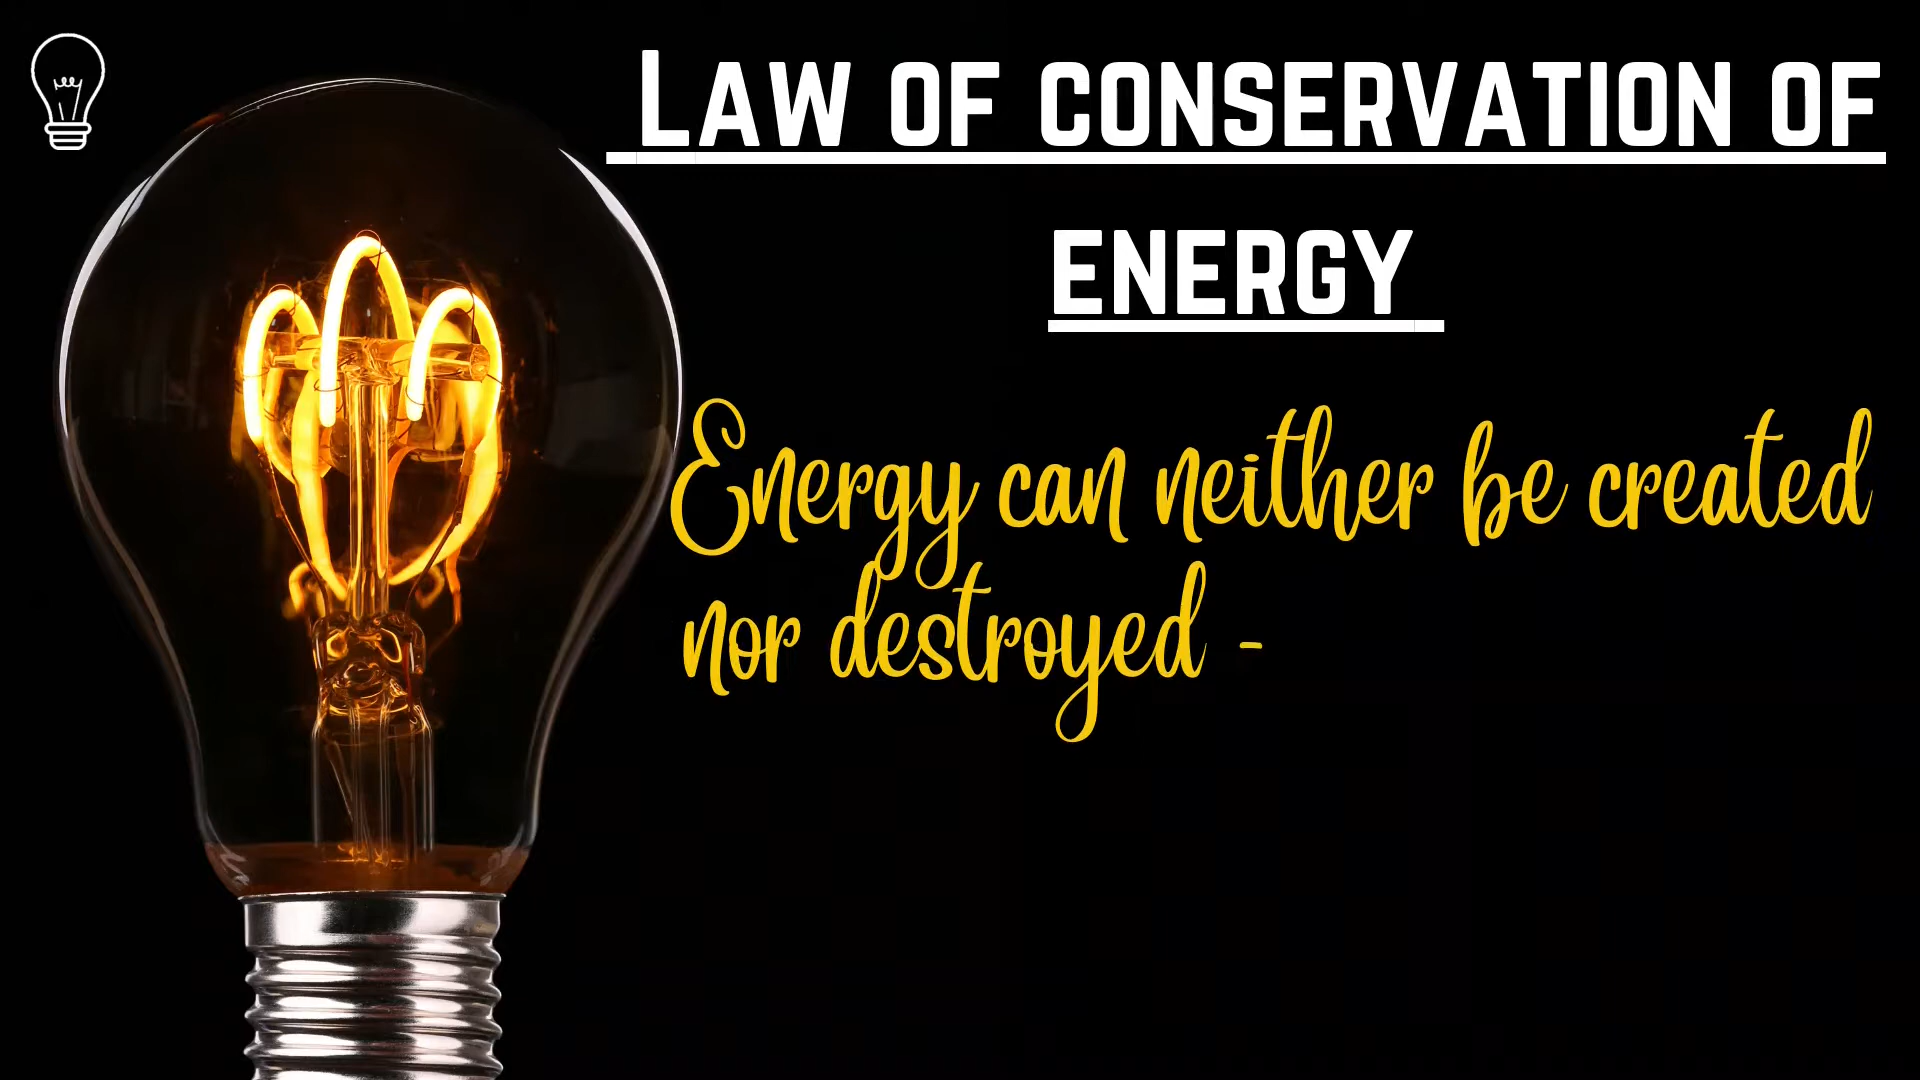 Law of conservation of
energy
Energy can neither be created
nor destroyed -